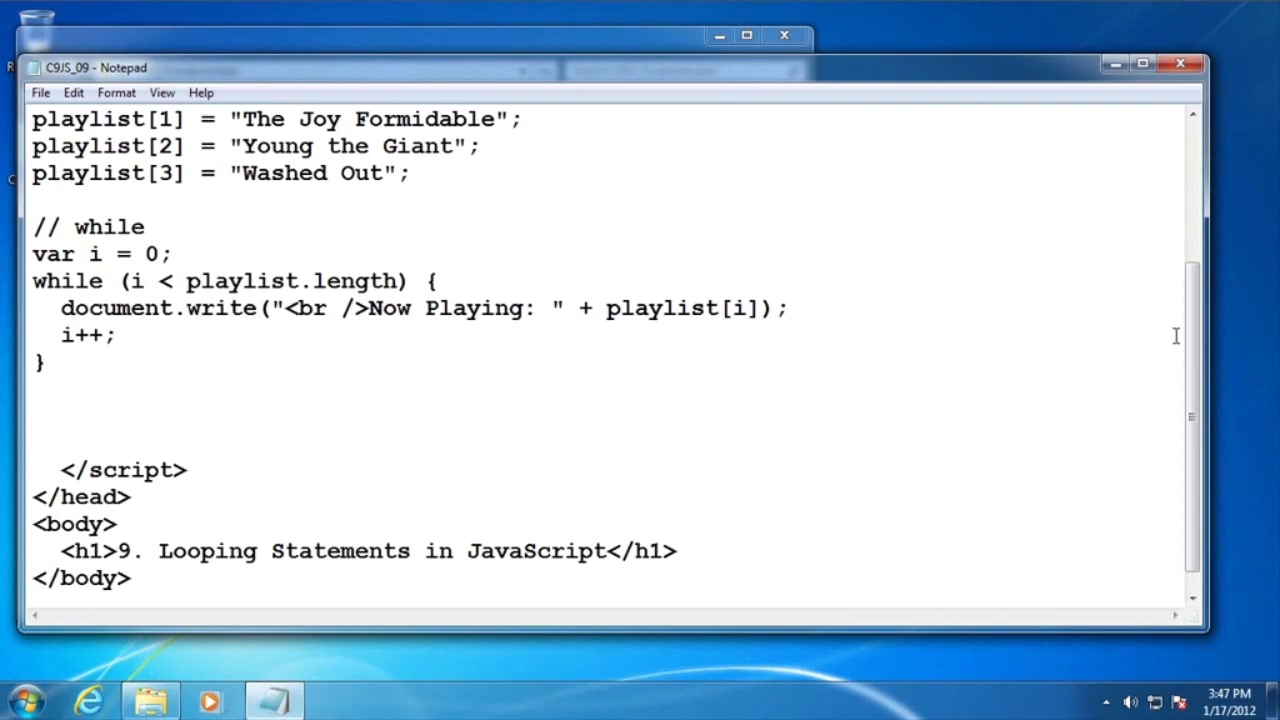 C9JS_09 - Notepad
File Edit Format View Help
playlist[1] = "The Joy Formidable";
playlist[2] = "Young the Giant";
playlist[3] = "Washed Out";
// while
var i = 0;
while (i < playlist.length) {
document.write("<br />Now Playing: " + playlist[i]);
i++;
}
</script>
</head>
<body>
<h1>9. Looping Statements in JavaScript</h1>
</body>
3:47 PM
1/17/2012